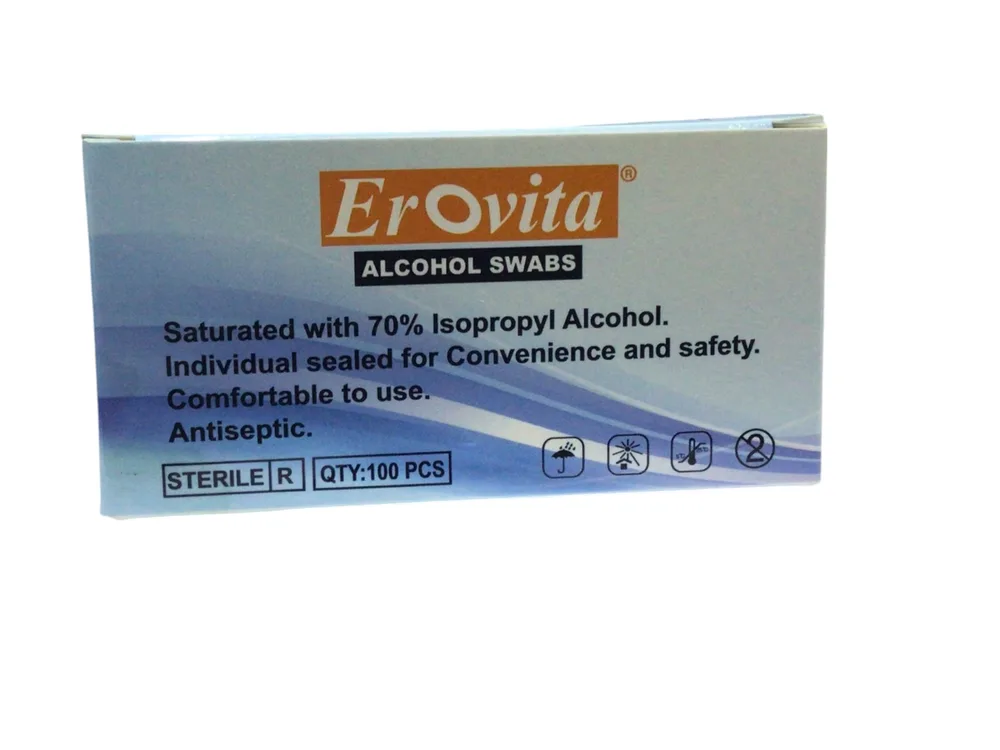 Erovita®
ALCOHOL SWABS
Saturated with 70% Isopropyl Alcohol.
Individual sealed for Convenience and safety.
Comfortable to use.
Antiseptic.
STERILE R QTY:100 PCS
2